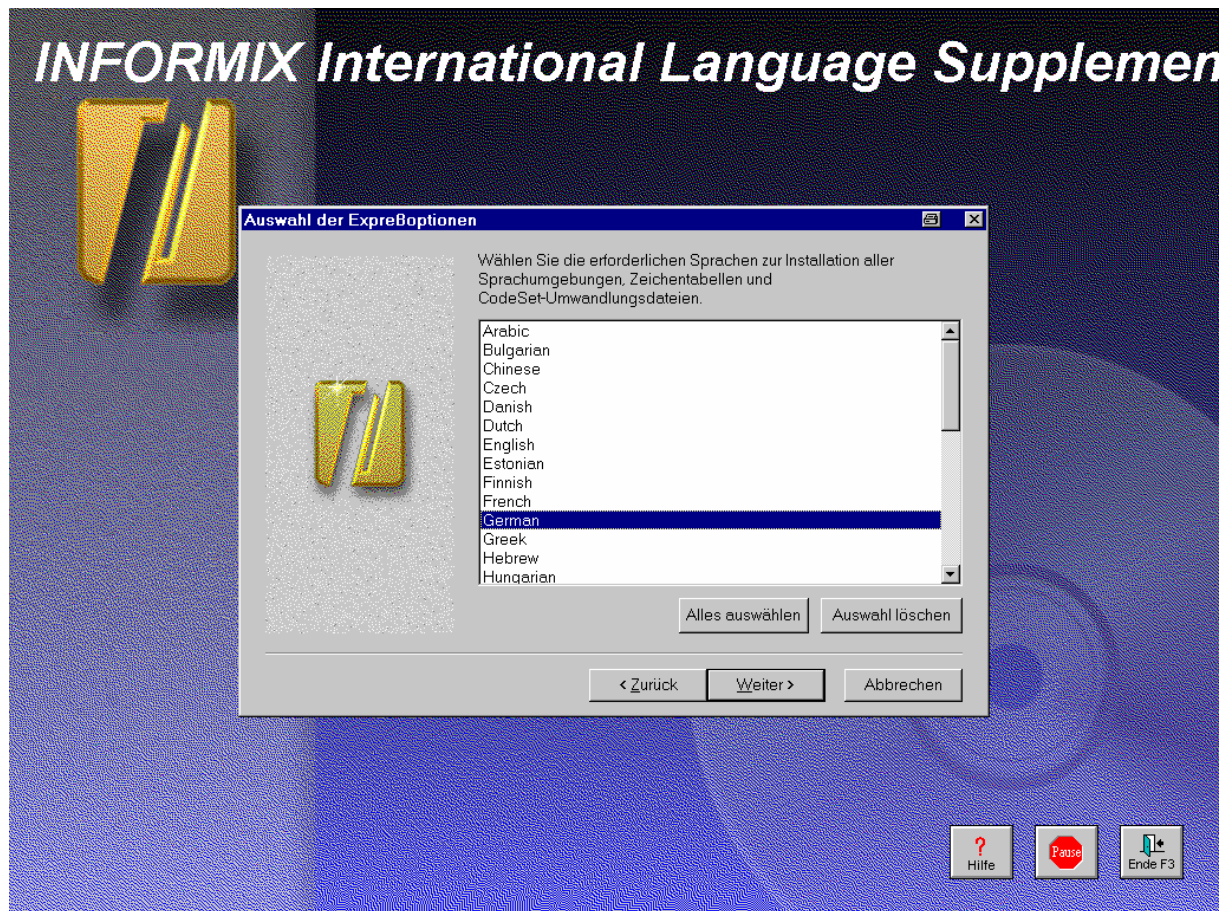 INFORMIX International Language Supplemen
Auswahl der Expreßoptionen
Wählen Sie die erforderlichen Sprachen zur Installation aller
Sprachumgebungen, Zeichentabellen und
CodeSet-Umwandlungsdateien.
Arabic
Bulgarian
Chinese
Czech
Danish
Dutch
English
Estonian
Finnish
French
German
Greek
Hebrew
Hungarian
Alles auswählen
Auswahl löschen
< Zurück
Weiter >
Abbrechen
?
Hilfe
Pause
Ende F3